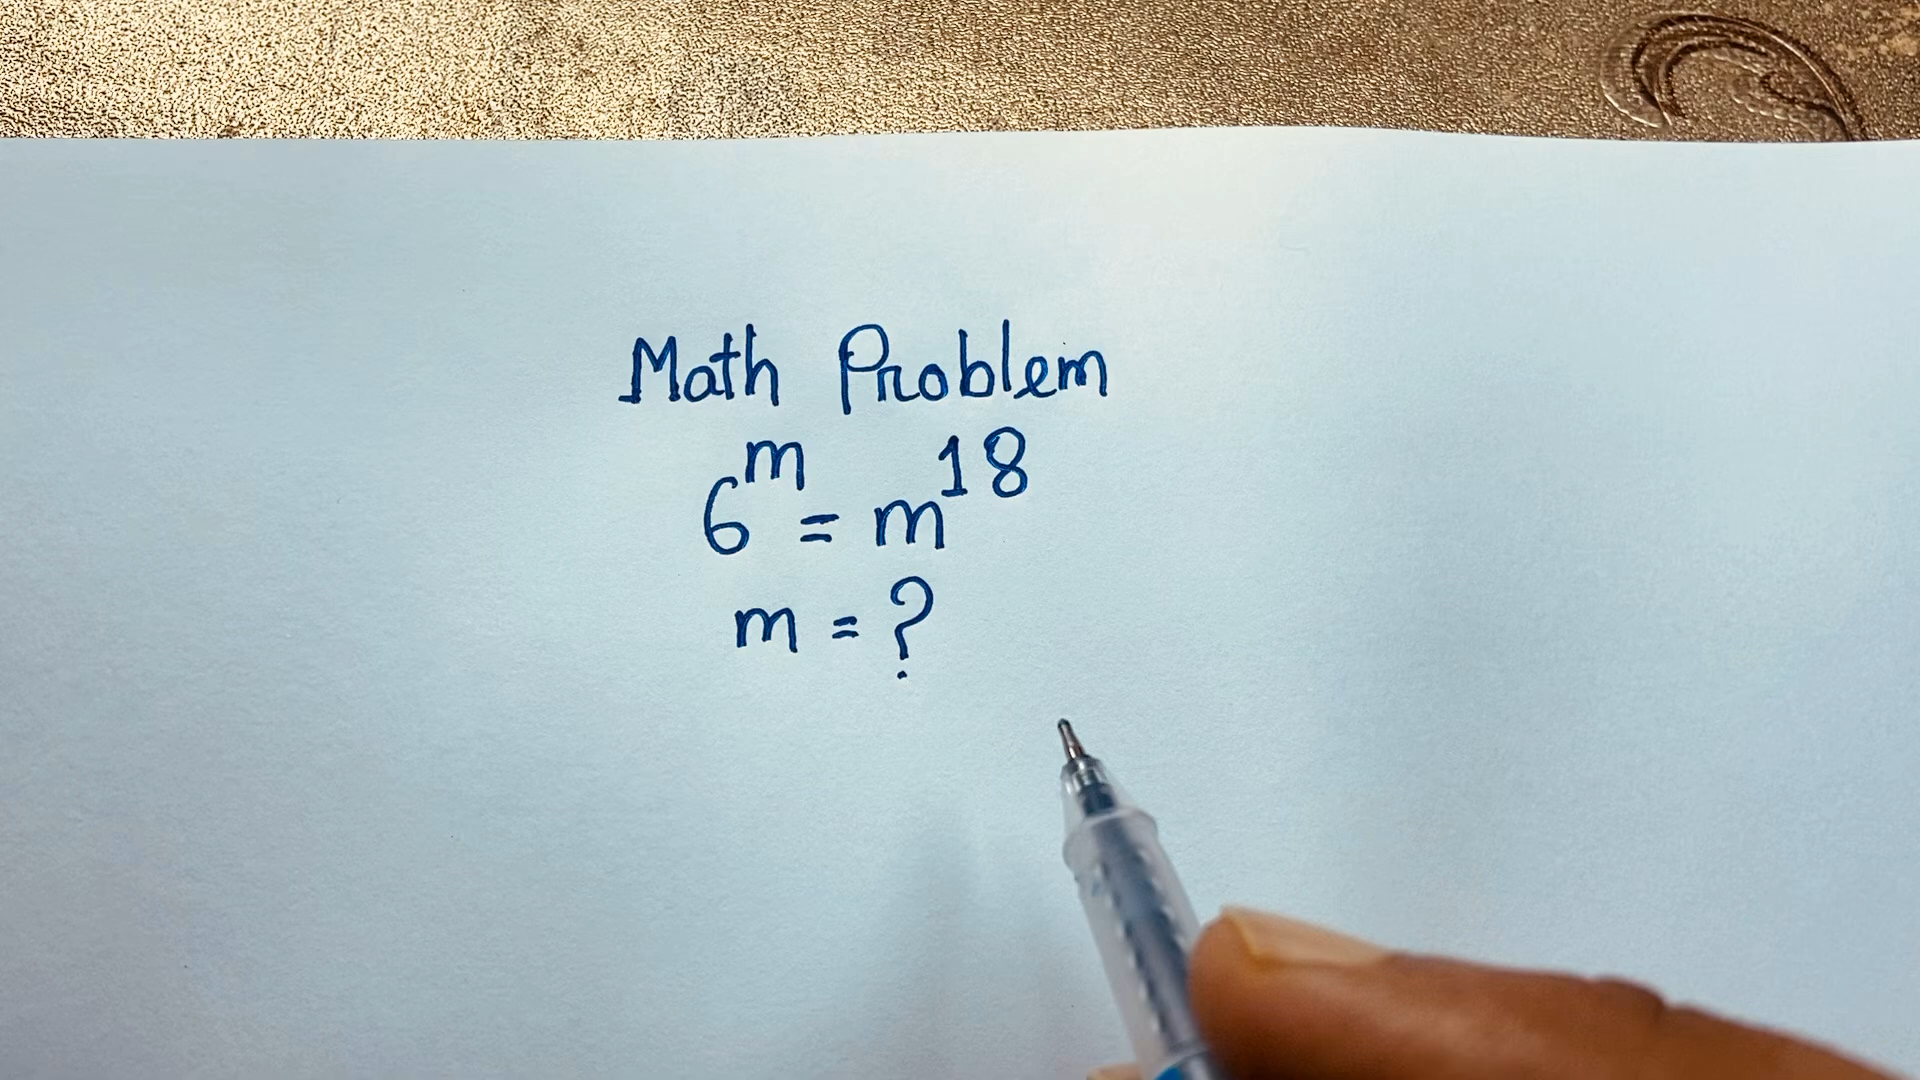 Math Problem
6^m = m^18
m = ?